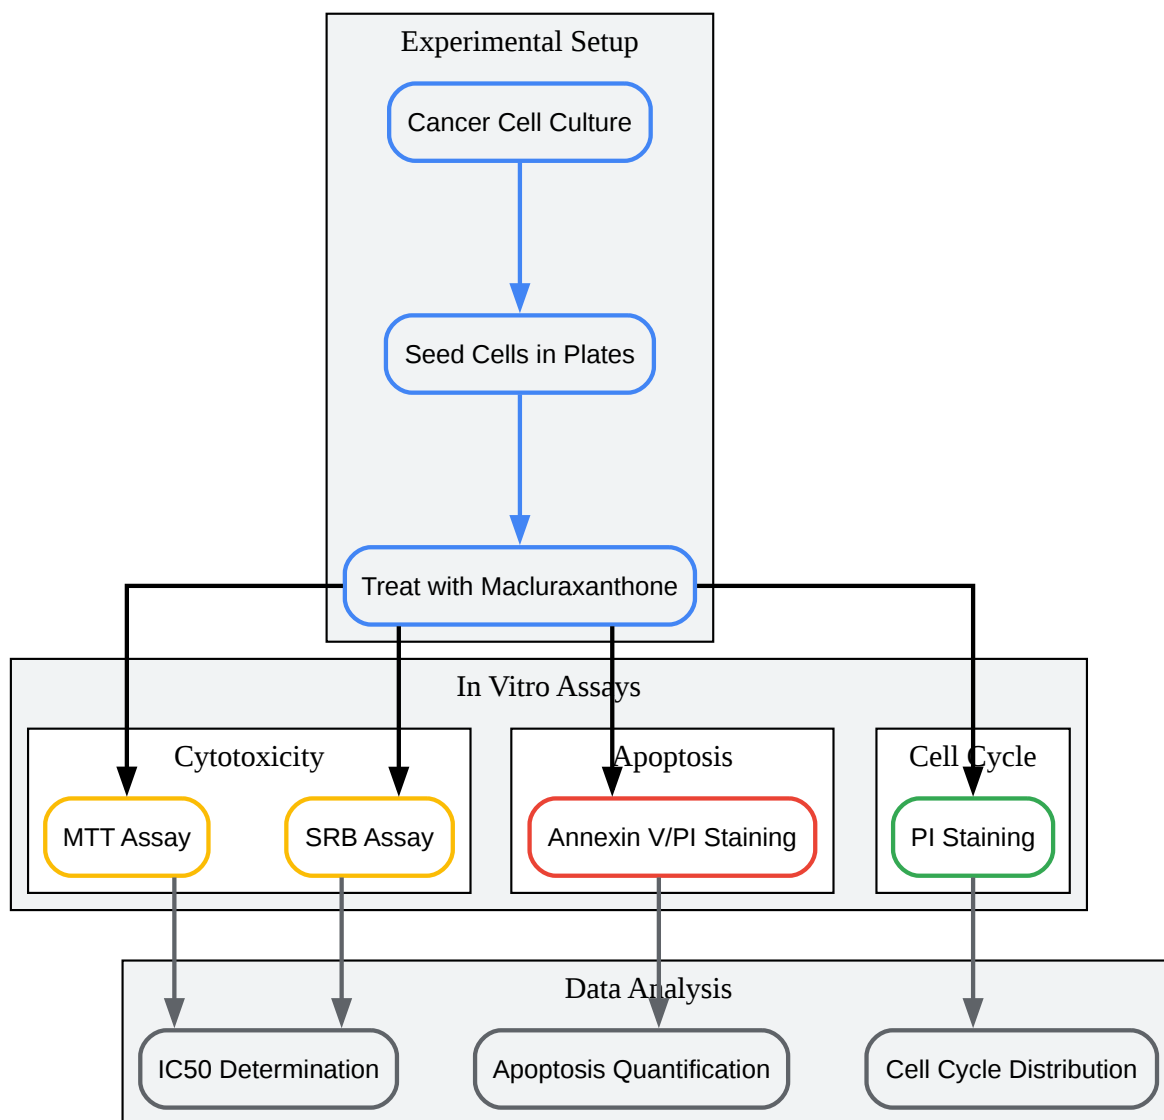 Experimental Setup
Cancer Cell Culture
Seed Cells in Plates
Treat with Macluraxanthone
In Vitro Assays
Cytotoxicity
Apoptosis
Cell Cycle
MTT Assay
SRB Assay
Annexin V/PI Staining
PI Staining
Data Analysis
IC50 Determination
Apoptosis Quantification
Cell Cycle Distribution